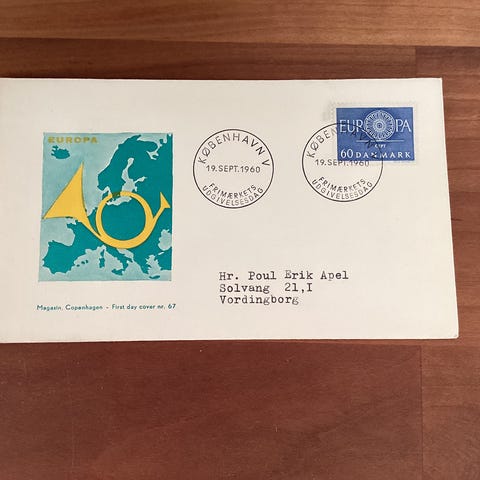 EUROPA
Magasin, Copenhagen - First day cover nr. 67
KØBENHAVN V
19.SEPT.1960
FRIMÆRKETS
UDGIVELSESDAG
KØBEN
19.SEPT.1960
FRIMÆRKETS
UDGIVELSESDAG
EUROPA
60 DANMARK
Hr. Poul Erik Apel
Solvang 21,I
Vordingborg